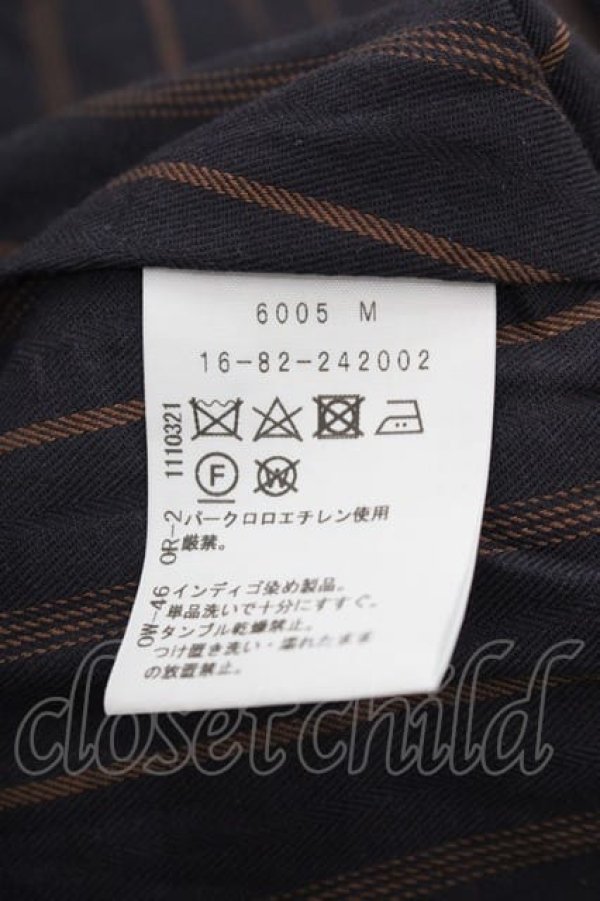 6005 M
16-82-242002
1110321
F
W
OR-2 パークロロエチレン使用
厳禁。
OW-46 インディゴ染め製品。
単品洗いで十分にすすぐ。
タンブル乾燥禁止。
つけ置き洗い・濡れたまま
の放置禁止。
closet child